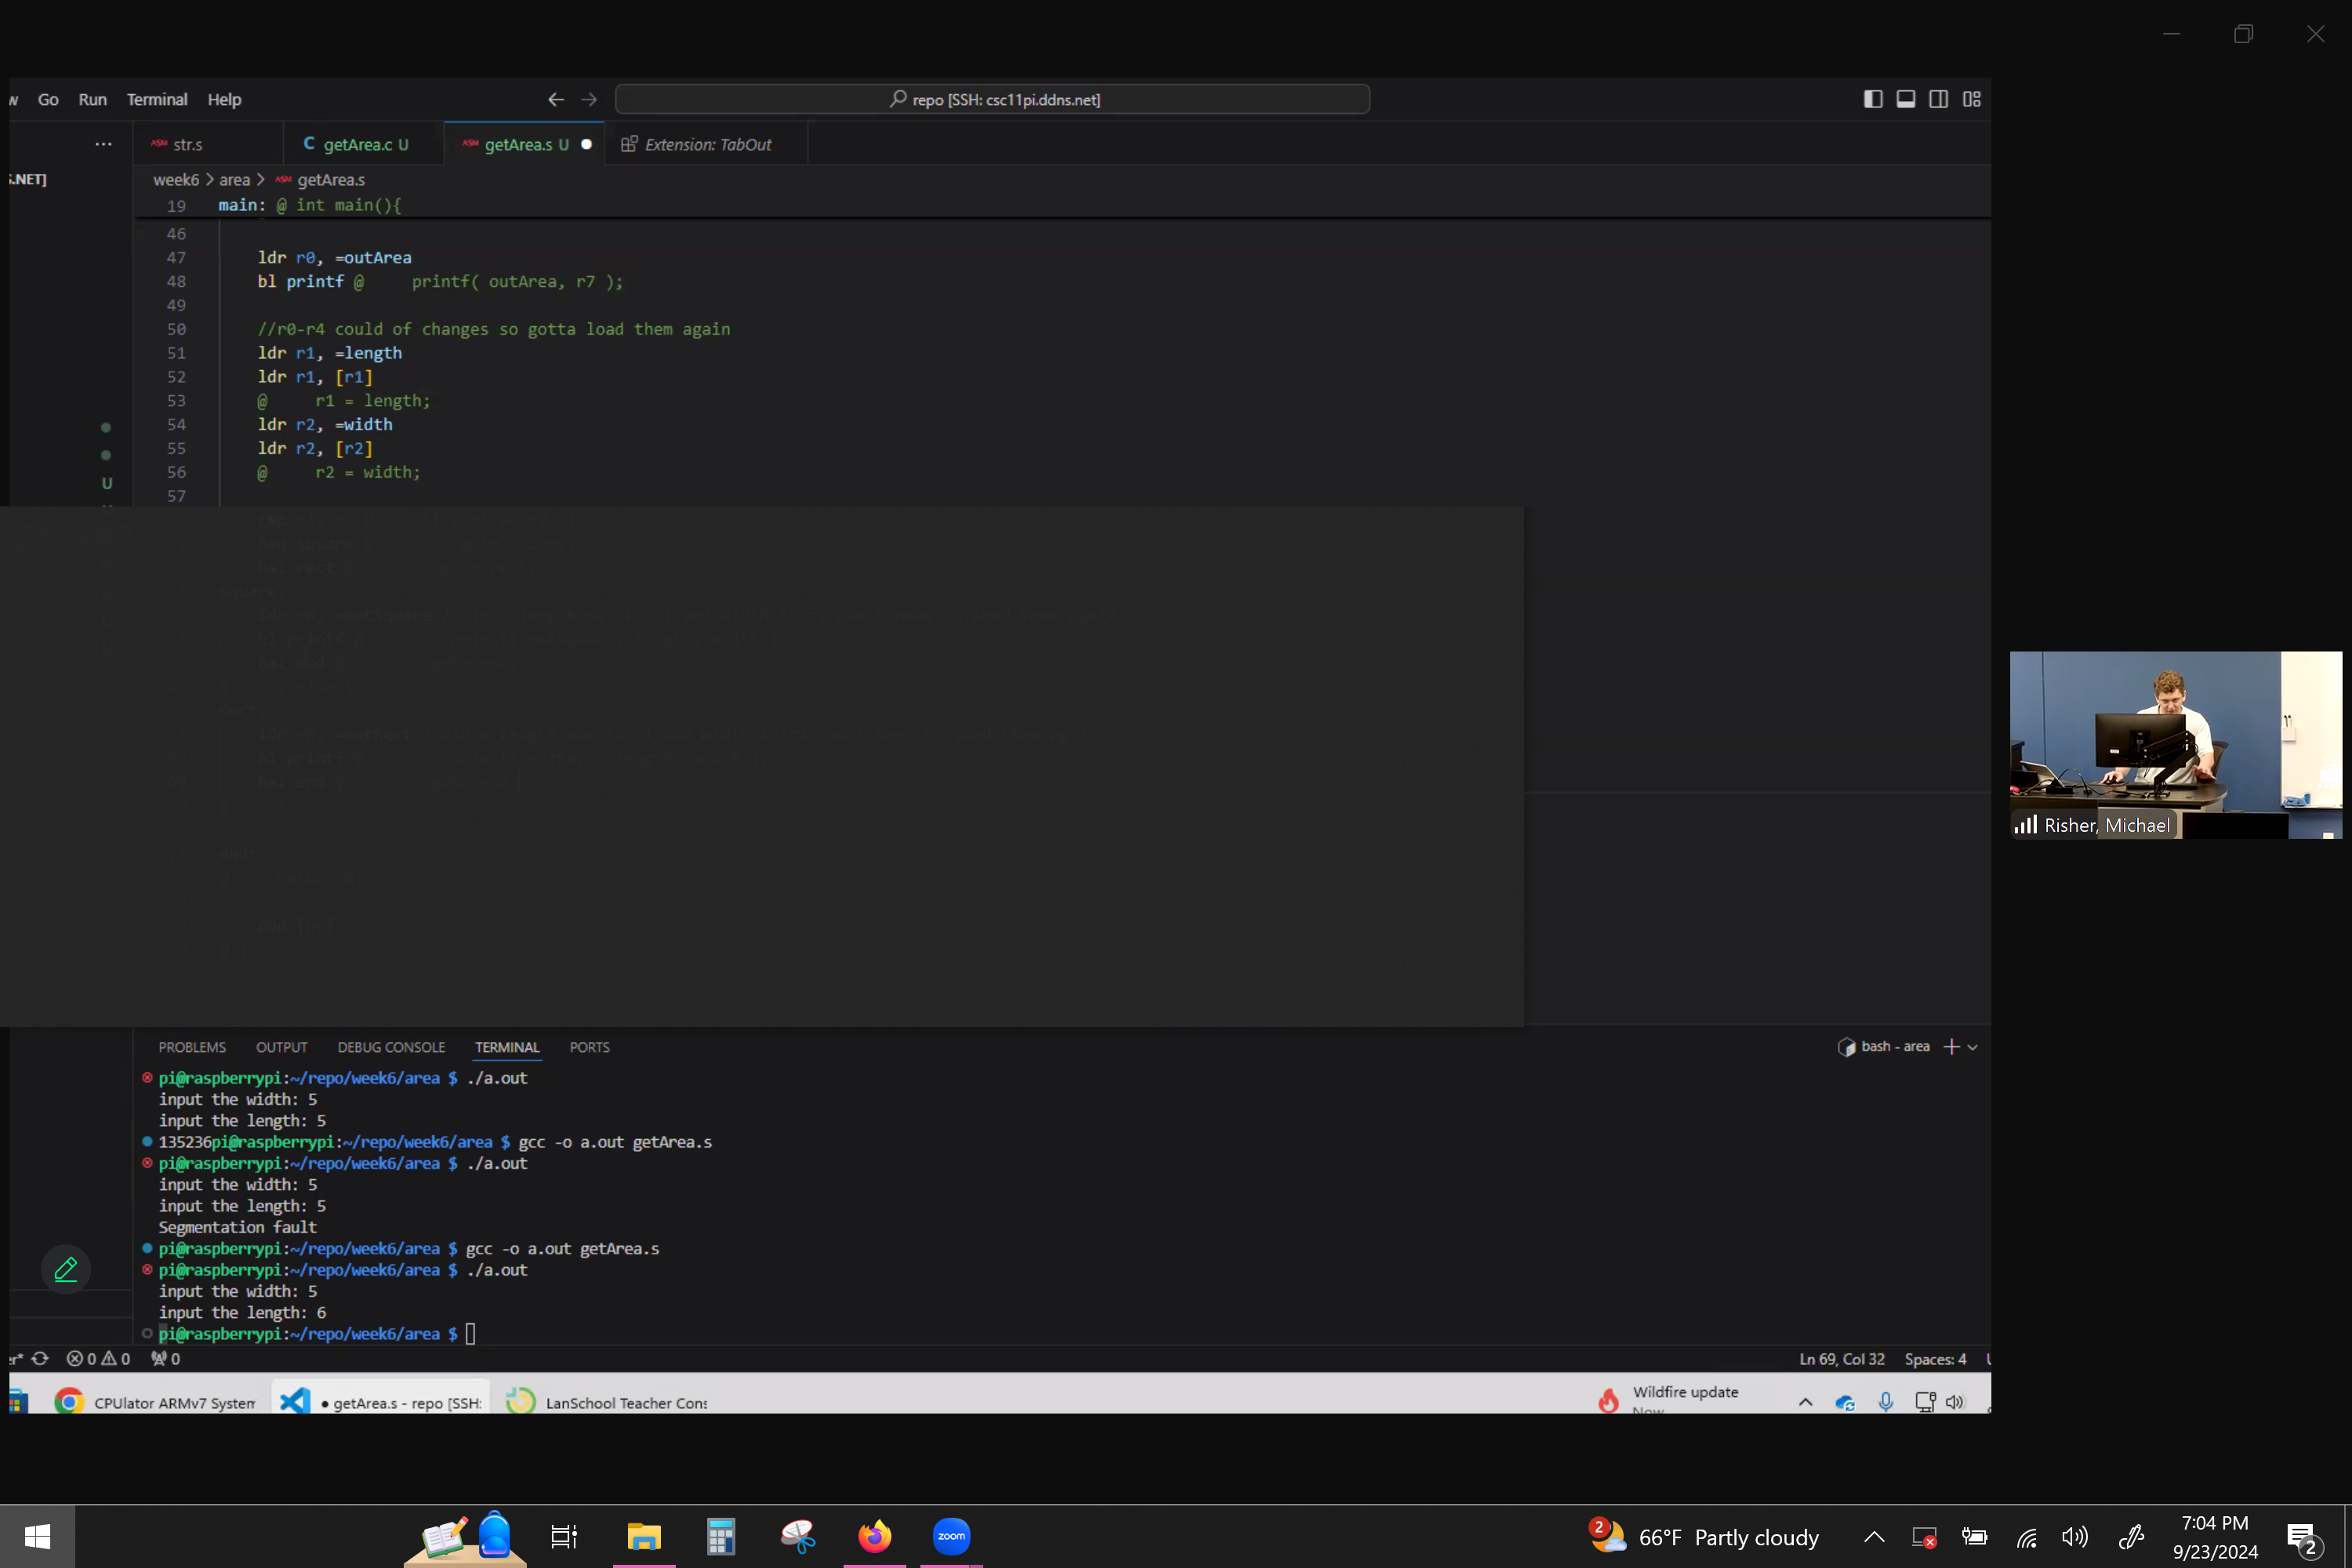 w Go Run Terminal Help
repo [SSH: csc11pi.ddns.net]
... ASM str.s C getArea.c U ASM getArea.s U Extension: TabOut
.NET]
week6 > area > ASM getArea.s
19 main: @ int main(){
46
47 ldr r0, =outArea
48 bl printf @ printf( outArea, r7 );
49
50 //r0-r4 could of changes so gotta load them again
51 ldr r1, =length
52 ldr r1, [r1]
53 @ r1 = length;
54 ldr r2, =width
55 ldr r2, [r2]
56 @ r2 = width;
57
U
PROBLEMS OUTPUT DEBUG CONSOLE TERMINAL PORTS
bash - area
pi@raspberrypi:~/repo/week6/area $ ./a.out
input the width: 5
input the length: 5
135236pi@raspberrypi:~/repo/week6/area $ gcc -o a.out getArea.s
pi@raspberrypi:~/repo/week6/area $ ./a.out
input the width: 5
input the length: 5
Segmentation fault
pi@raspberrypi:~/repo/week6/area $ gcc -o a.out getArea.s
pi@raspberrypi:~/repo/week6/area $ ./a.out
input the width: 5
input the length: 6
pi@raspberrypi:~/repo/week6/area $
0 0 0
Ln 69, Col 32 Spaces: 4
CPUlator ARMv7 System
● getArea.s - repo [SSH:
LanSchool Teacher Cons
Wildfire update
Now
Risher, Michael
zoom
2
66°F Partly cloudy
7:04 PM
9/23/2024
2